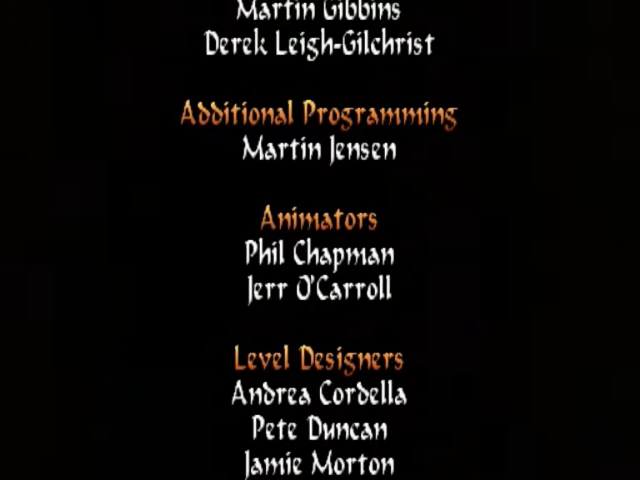 Martin Gibbins
Derek Leigh-Gilchrist
Additional Programming
Martin Jensen
Animators
Phil Chapman
Jerr O'Carroll
Level Designers
Andrea Cordella
Pete Duncan
Jamie Morton